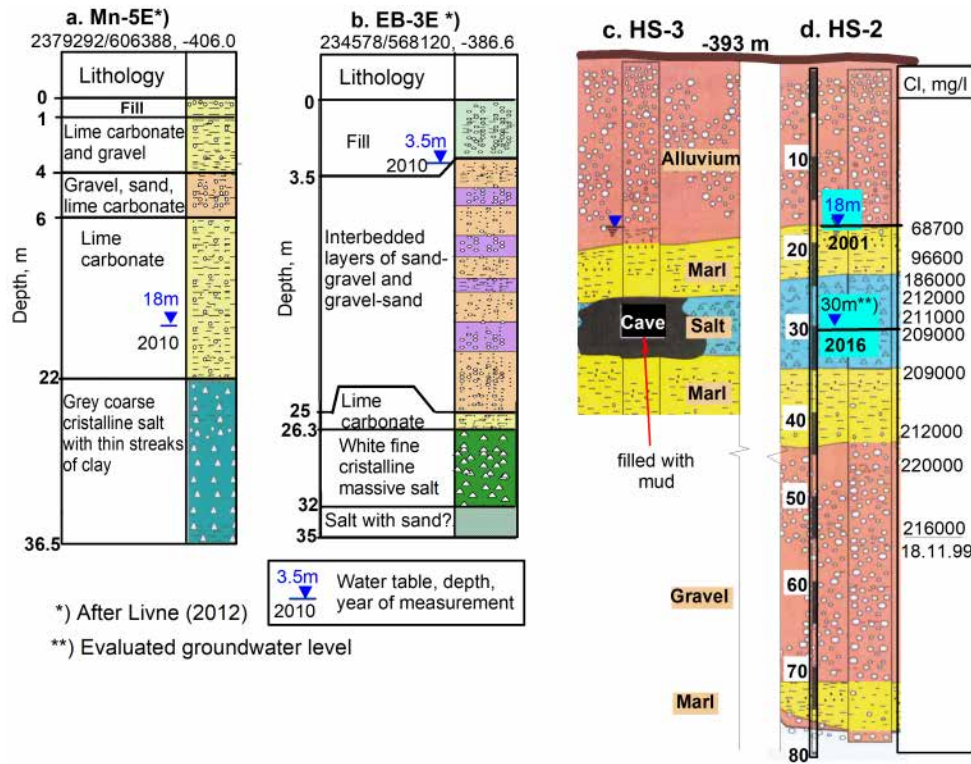 a. Mn-5E*)
2379292/606388, -406.0
Lithology
0
Fill
1
Lime carbonate
and gravel
4
Gravel, sand,
lime carbonate
6
Lime
carbonate
18m
2010
22
Grey coarse
cristalline salt
with thin streaks
of clay
36.5
Depth, m
b. EB-3E *)
234578/568120, -386.6
Lithology
0
Fill
3.5m
2010
3.5
Interbedded
layers of sand-
gravel and
gravel-sand
25
Lime
carbonate
26.3
White fine
cristalline
massive salt
32
Salt with sand?
35
Depth, m
3.5m
2010
Water table, depth,
year of measurement
*) After Livne (2012)
**) Evaluated groundwater level
c. HS-3
-393 m
d. HS-2
Alluvium
Marl
Cave
Salt
Marl
filled with
mud
Gravel
Marl
10
20
30
40
50
60
70
80
18m
2001
30m**)
2016
Cl, mg/l
68700
96600
186000
212000
211000
209000
209000
212000
220000
216000
18.11.99